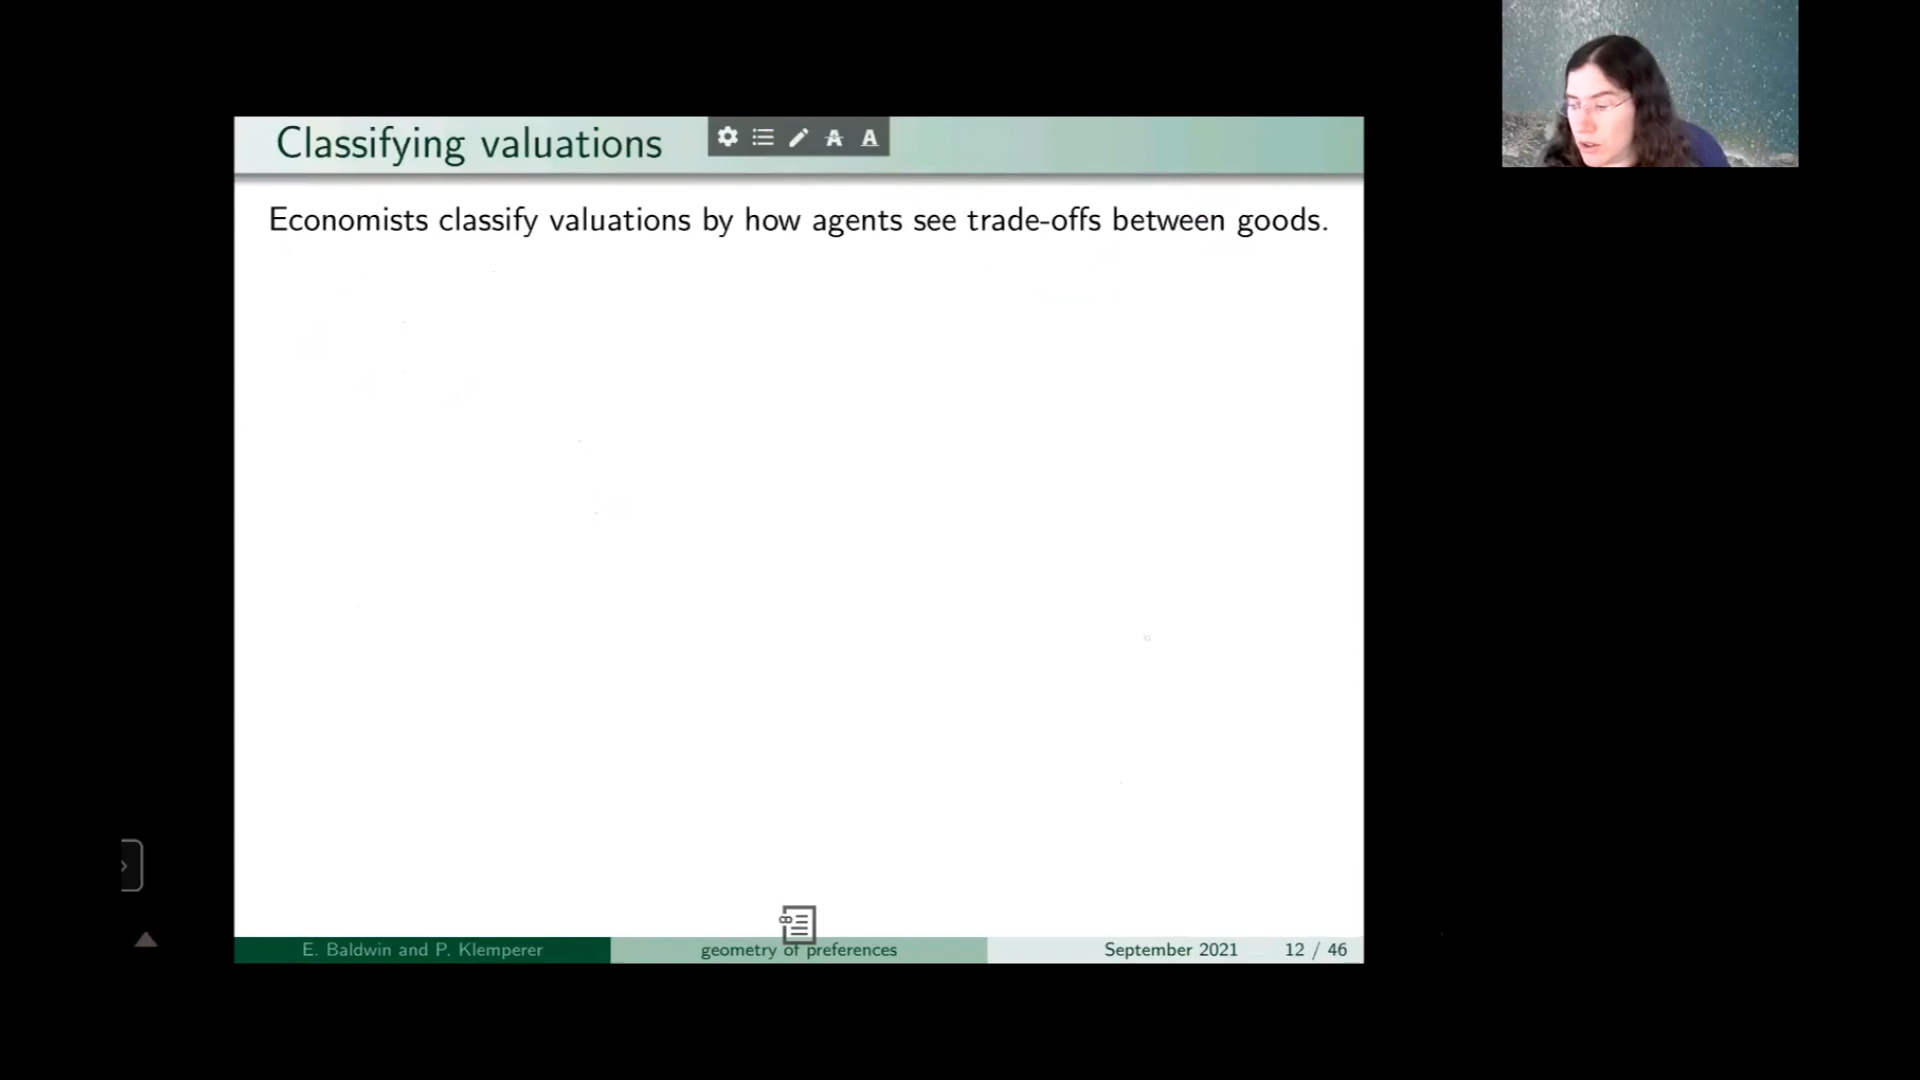 Classifying valuations
Economists classify valuations by how agents see trade-offs between goods.
E. Baldwin and P. Klemperer
geometry of preferences
September 2021
12 / 46